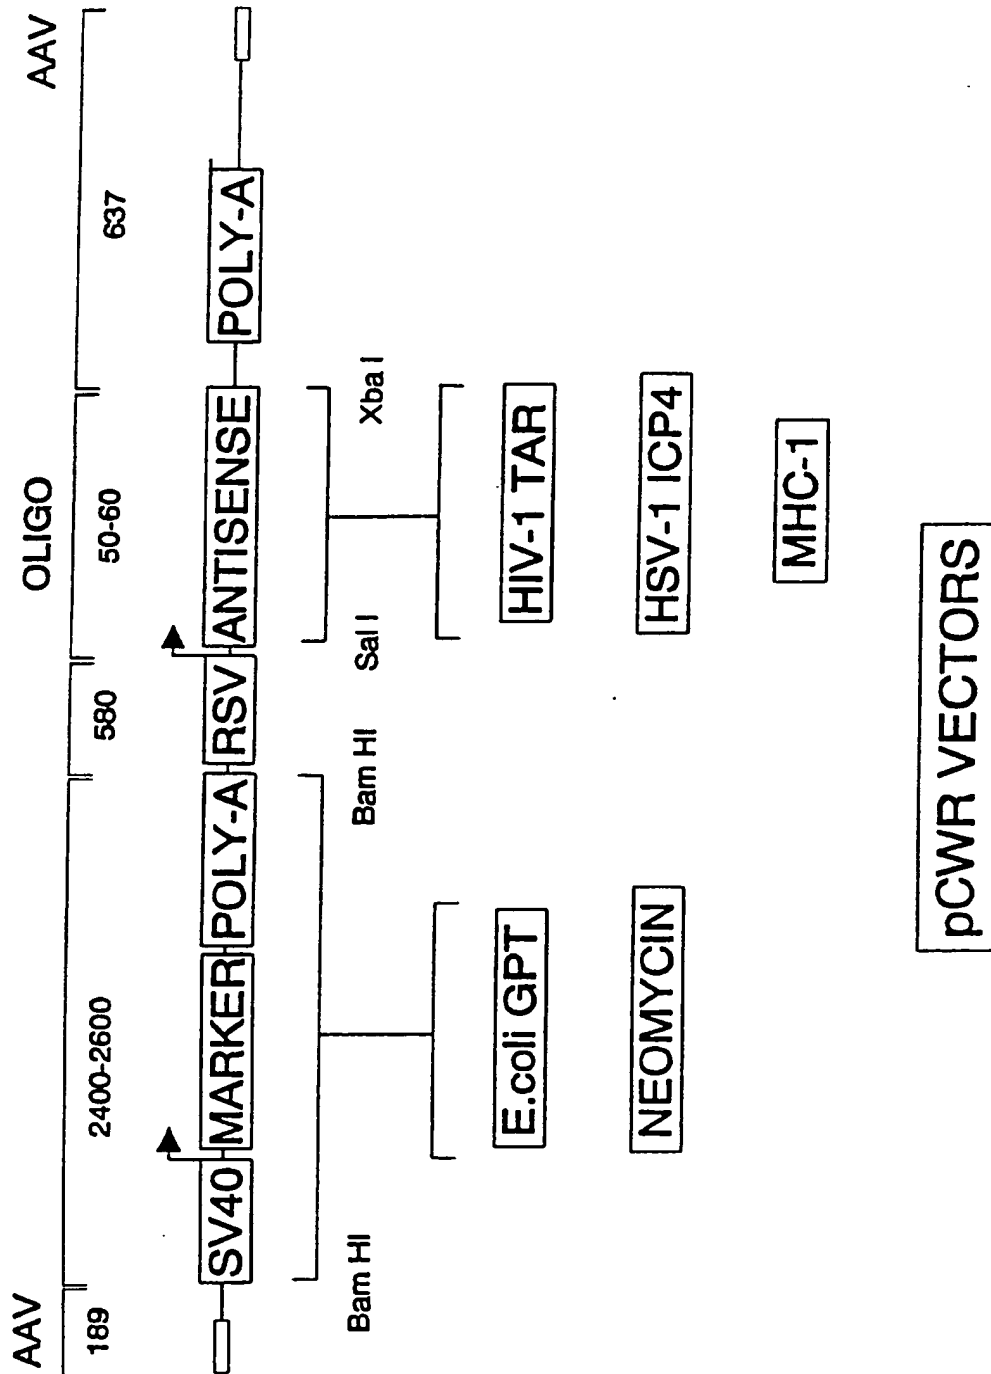 AAV OLIGO AAV
189 2400-2600 580 50-60 637
SV40 MARKER POLY-A RSV ANTISENSE POLY-A
Bam HI Bam HI Sal I Xba I
E.coli GPT HIV-1 TAR
NEOMYCIN HSV-1 ICP4
MHC-1
pCWR VECTORS